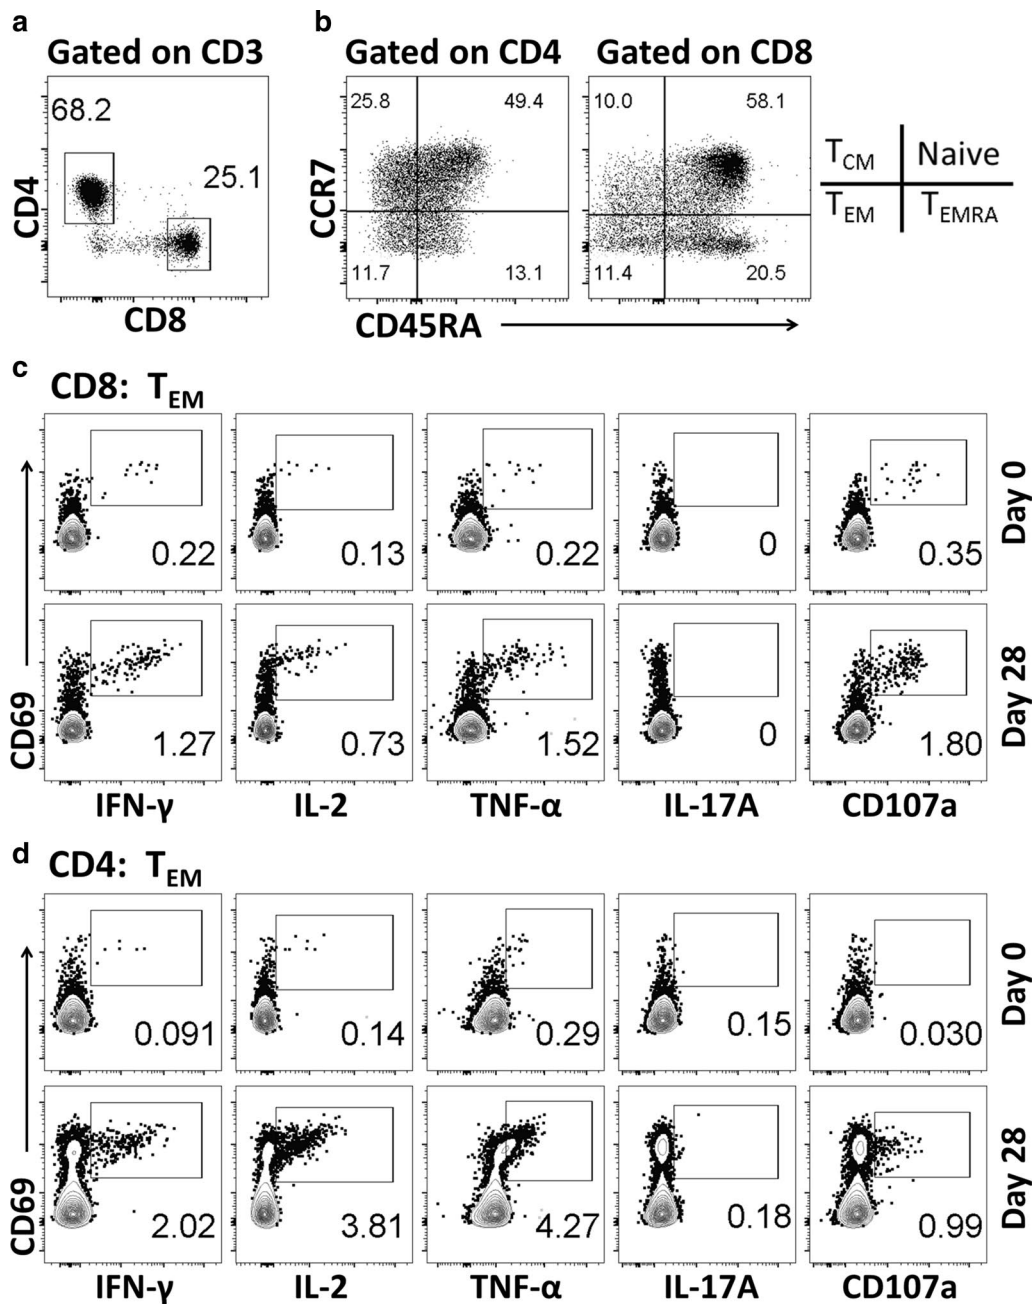 a
Gated on CD3
68.2
25.1
CD4
CD8
b
Gated on CD4 Gated on CD8
25.8 49.4 10.0 58.1
11.7 13.1 11.4 20.5
CCR7
CD45RA
TCM Naive
TEM TEMRA
c CD8: TEM
0.22 0.13 0.22 0 0.35
Day 0
1.27 0.73 1.52 0 1.80
Day 28
CD69
IFN-γ IL-2 TNF-α IL-17A CD107a
d CD4: TEM
0.091 0.14 0.29 0.15 0.030
Day 0
2.02 3.81 4.27 0.18 0.99
Day 28
CD69
IFN-γ IL-2 TNF-α IL-17A CD107a